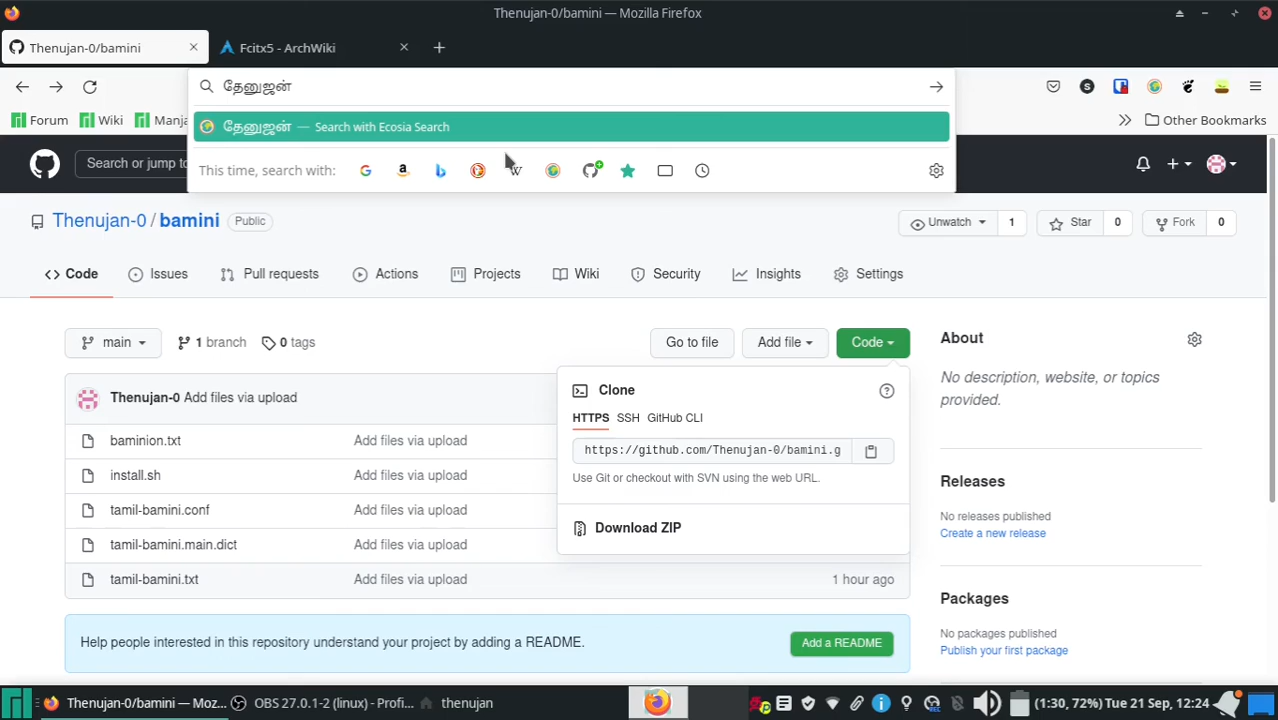 Thenujan-0/bamini — Mozilla Firefox
Thenujan-0/bamini
Fcitx5 - ArchWiki
தேனுஜன்
தேனுஜன் — Search with Ecosia Search
This time, search with:
Forum
Wiki
Manja
Other Bookmarks
Search or jump to
Thenujan-0 / bamini Public
Unwatch 1
Star 0
Fork 0
Code
Issues
Pull requests
Actions
Projects
Wiki
Security
Insights
Settings
main
1 branch
0 tags
Go to file
Add file
Code
About
No description, website, or topics
provided.
Thenujan-0 Add files via upload
baminion.txt Add files via upload
install.sh Add files via upload
tamil-bamini.conf Add files via upload
tamil-bamini.main.dict Add files via upload
tamil-bamini.txt Add files via upload 1 hour ago
Clone
HTTPS SSH GitHub CLI
https://github.com/Thenujan-0/bamini.g
Use Git or checkout with SVN using the web URL.
Download ZIP
Releases
No releases published
Create a new release
Packages
No packages published
Publish your first package
Help people interested in this repository understand your project by adding a README.
Add a README
Thenujan-0/bamini — Moz...
OBS 27.0.1-2 (linux) - Profi...
thenujan
(1:30, 72%) Tue 21 Sep, 12:24